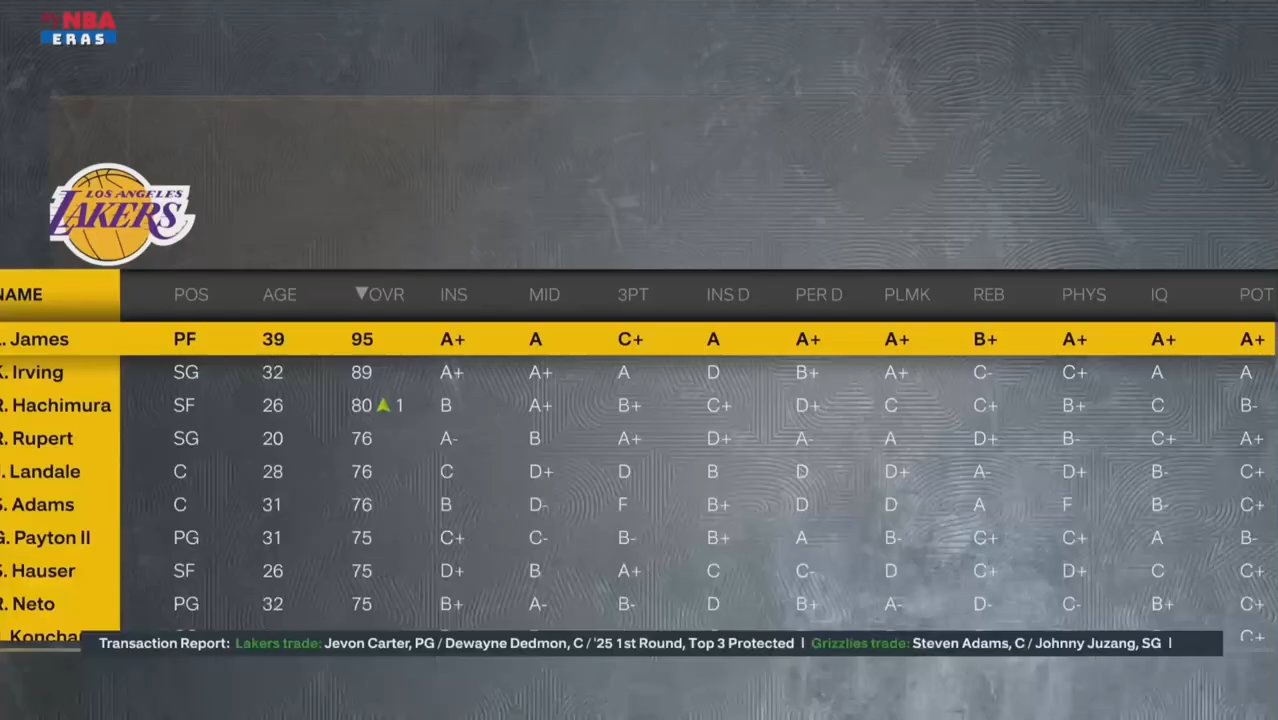 NBA
ERAS
LOS ANGELES
LAKERS
NAME POS AGE ▼OVR INS MID 3PT INS D PER D PLMK REB PHYS IQ POT
. James PF 39 95 A+ A C+ A A+ A+ B+ A+ A+ A+
K. Irving SG 32 89 A+ A+ A D B+ A+ C- C+ A A
R. Hachimura SF 26 80 ▲ 1 B A+ B+ C+ D+ C C+ B+ C B-
R. Rupert SG 20 76 A- B A+ D+ A- A D+ B- C+ A+
. Landale C 28 76 C D+ D B D D+ A- D+ B- C+
S. Adams C 31 76 B D- F B+ D D A F B- C+
G. Payton II PG 31 75 C+ C- B- B+ A B- C+ C+ A B-
S. Hauser SF 26 75 D+ B A+ C C- D C+ D+ C C+
R. Neto PG 32 75 B+ A- B- D B+ A- D- C- B+ C+
. Koncha C+
Transaction Report: Lakers trade: Jevon Carter, PG / Dewayne Dedmon, C / '25 1st Round, Top 3 Protected | Grizzlies trade: Steven Adams, C / Johnny Juzang, SG |